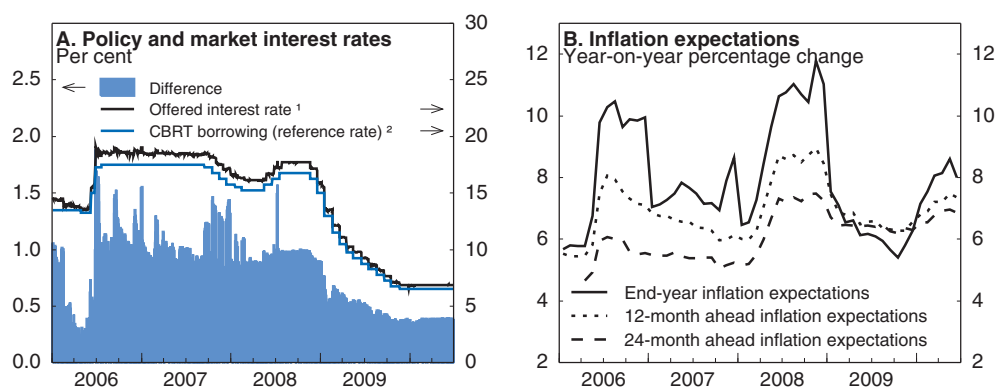 A. Policy and market interest rates
Per cent
Difference
Offered interest rate ¹
CBRT borrowing (reference rate) ²
2.5
2.0
1.5
1.0
0.5
0.0
30
25
20
15
10
5
0
2006 2007 2008 2009
B. Inflation expectations
Year-on-year percentage change
12
10
8
6
4
2
12
10
8
6
4
2
End-year inflation expectations
12-month ahead inflation expectations
24-month ahead inflation expectations
2006 2007 2008 2009